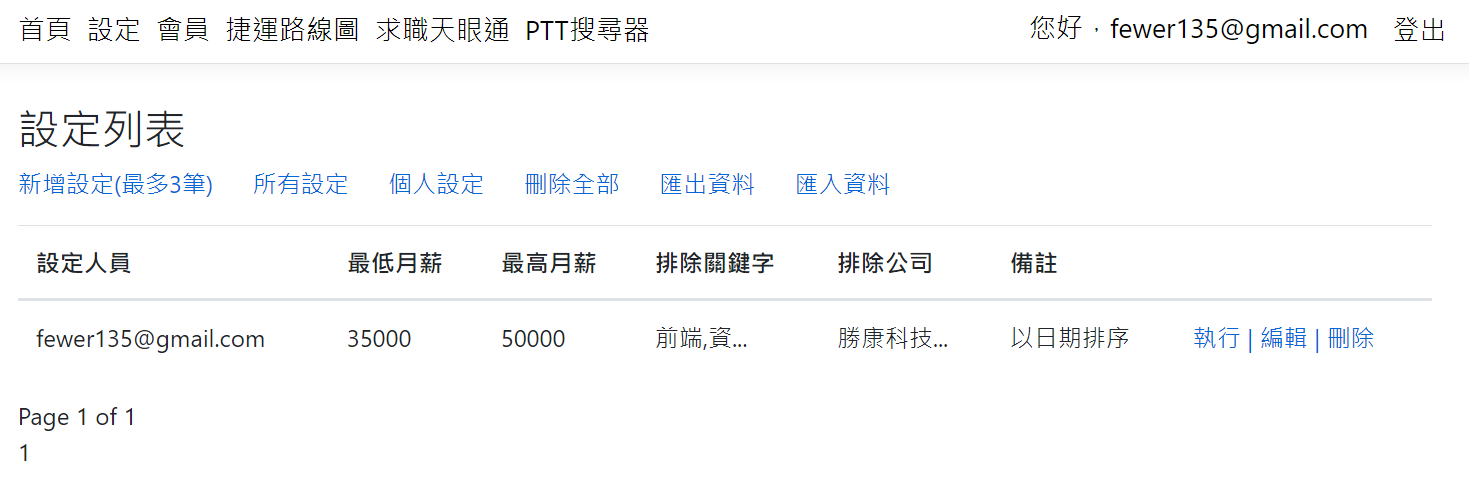 首頁 設定 會員 捷運路線圖 求職天眼通 PTT搜尋器 您好，fewer135@gmail.com 登出
設定列表
新增設定(最多3筆) 所有設定 個人設定 刪除全部 匯出資料 匯入資料
設定人員 最低月薪 最高月薪 排除關鍵字 排除公司 備註
fewer135@gmail.com 35000 50000 前端,資... 勝康科技... 以日期排序 執行 | 編輯 | 刪除
Page 1 of 1
1